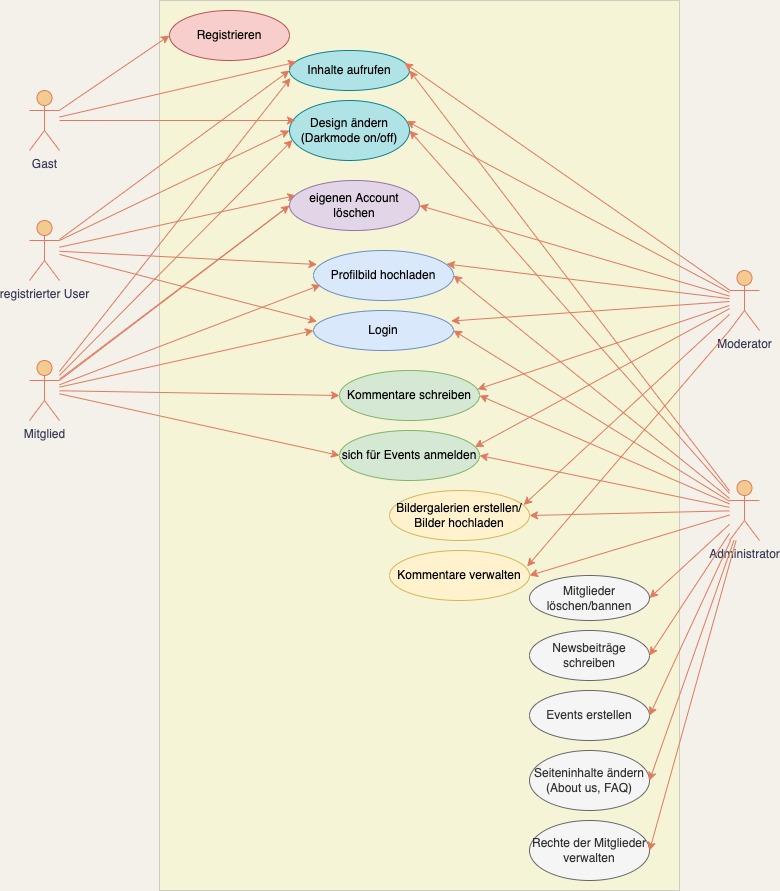 Registrieren
Inhalte aufrufen
Design ändern
(Darkmode on/off)
Gast
eigenen Account
löschen
registrierter User
Profilbild hochladen
Login
Moderator
Mitglied
Kommentare schreiben
sich für Events anmelden
Bildergalerien erstellen/
Bilder hochladen
Administrator
Kommentare verwalten
Mitglieder
löschen/bannen
Newsbeiträge
schreiben
Events erstellen
Seiteninhalte ändern
(About us, FAQ)
Rechte der Mitglieder
verwalten